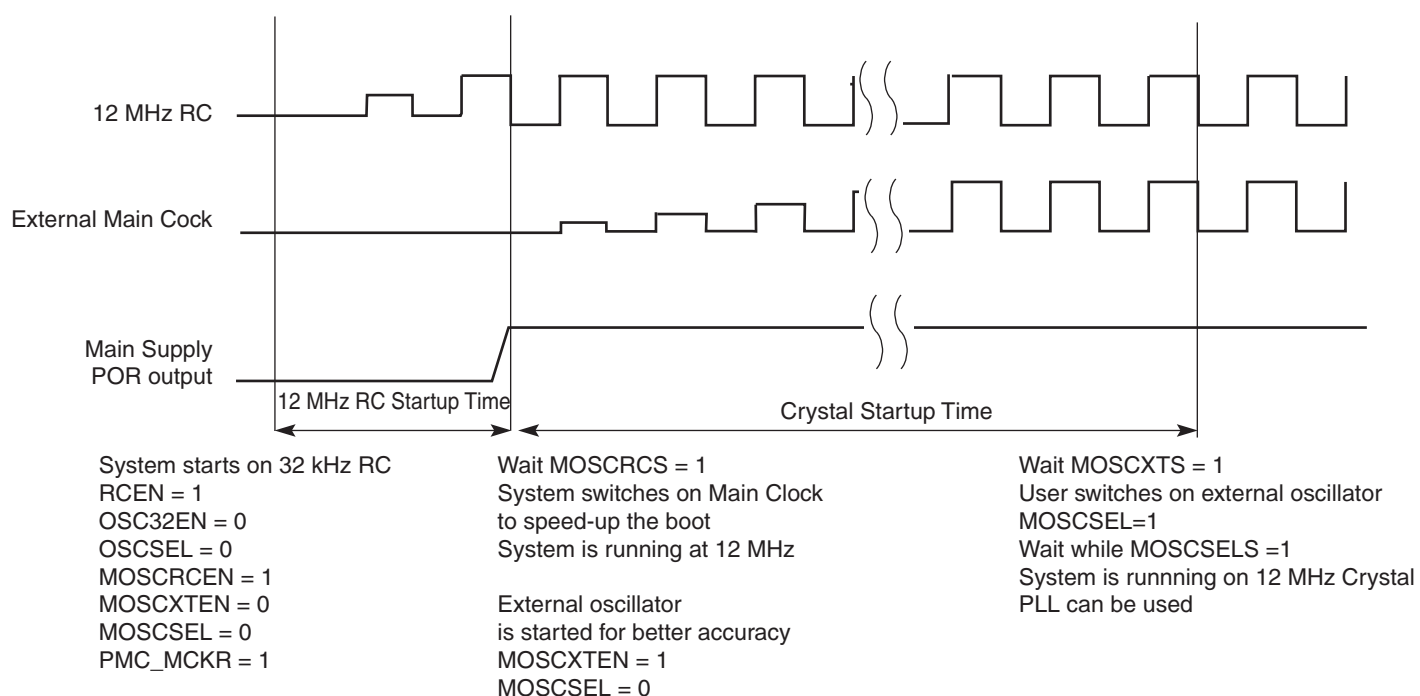 12 MHz RC
External Main Cock
Main Supply
POR output
12 MHz RC Startup Time
Crystal Startup Time
System starts on 32 kHz RC
RCEN = 1
OSC32EN = 0
OSCSEL = 0
MOSCRCEN = 1
MOSCXTEN = 0
MOSCSEL = 0
PMC_MCKR = 1
Wait MOSCRCS = 1
System switches on Main Clock
to speed-up the boot
System is running at 12 MHz
External oscillator
is started for better accuracy
MOSCXTEN = 1
MOSCSEL = 0
Wait MOSCXTS = 1
User switches on external oscillator
MOSCSEL=1
Wait while MOSCSELS =1
System is runnning on 12 MHz Crystal
PLL can be used